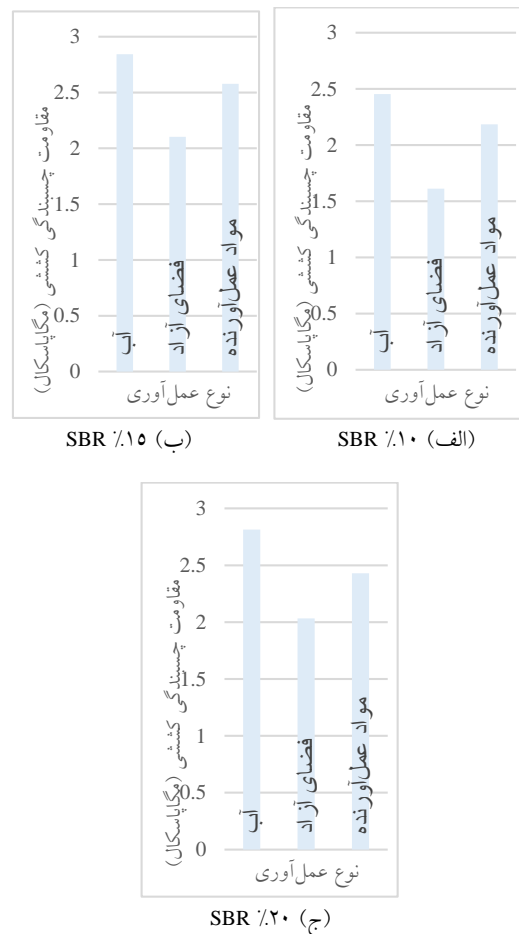 3
2.5
2
1.5
1
0.5
0
مقاومت چسبندگی کششی (مگاپاسکال)
آب
فضای آزاد
مواد عمل‌آورنده
نوع عمل‌آوری
(الف) ۱۰٪ SBR
3
2.5
2
1.5
1
0.5
0
مقاومت چسبندگی کششی (مگاپاسکال)
آب
فضای آزاد
مواد عمل‌آورنده
نوع عمل‌آوری
(ب) ۱۵٪ SBR
3
2.5
2
1.5
1
0.5
0
مقاومت چسبندگی کششی (مگاپاسکال)
آب
فضای آزاد
مواد عمل‌آورنده
نوع عمل‌آوری
(ج) ۲۰٪ SBR